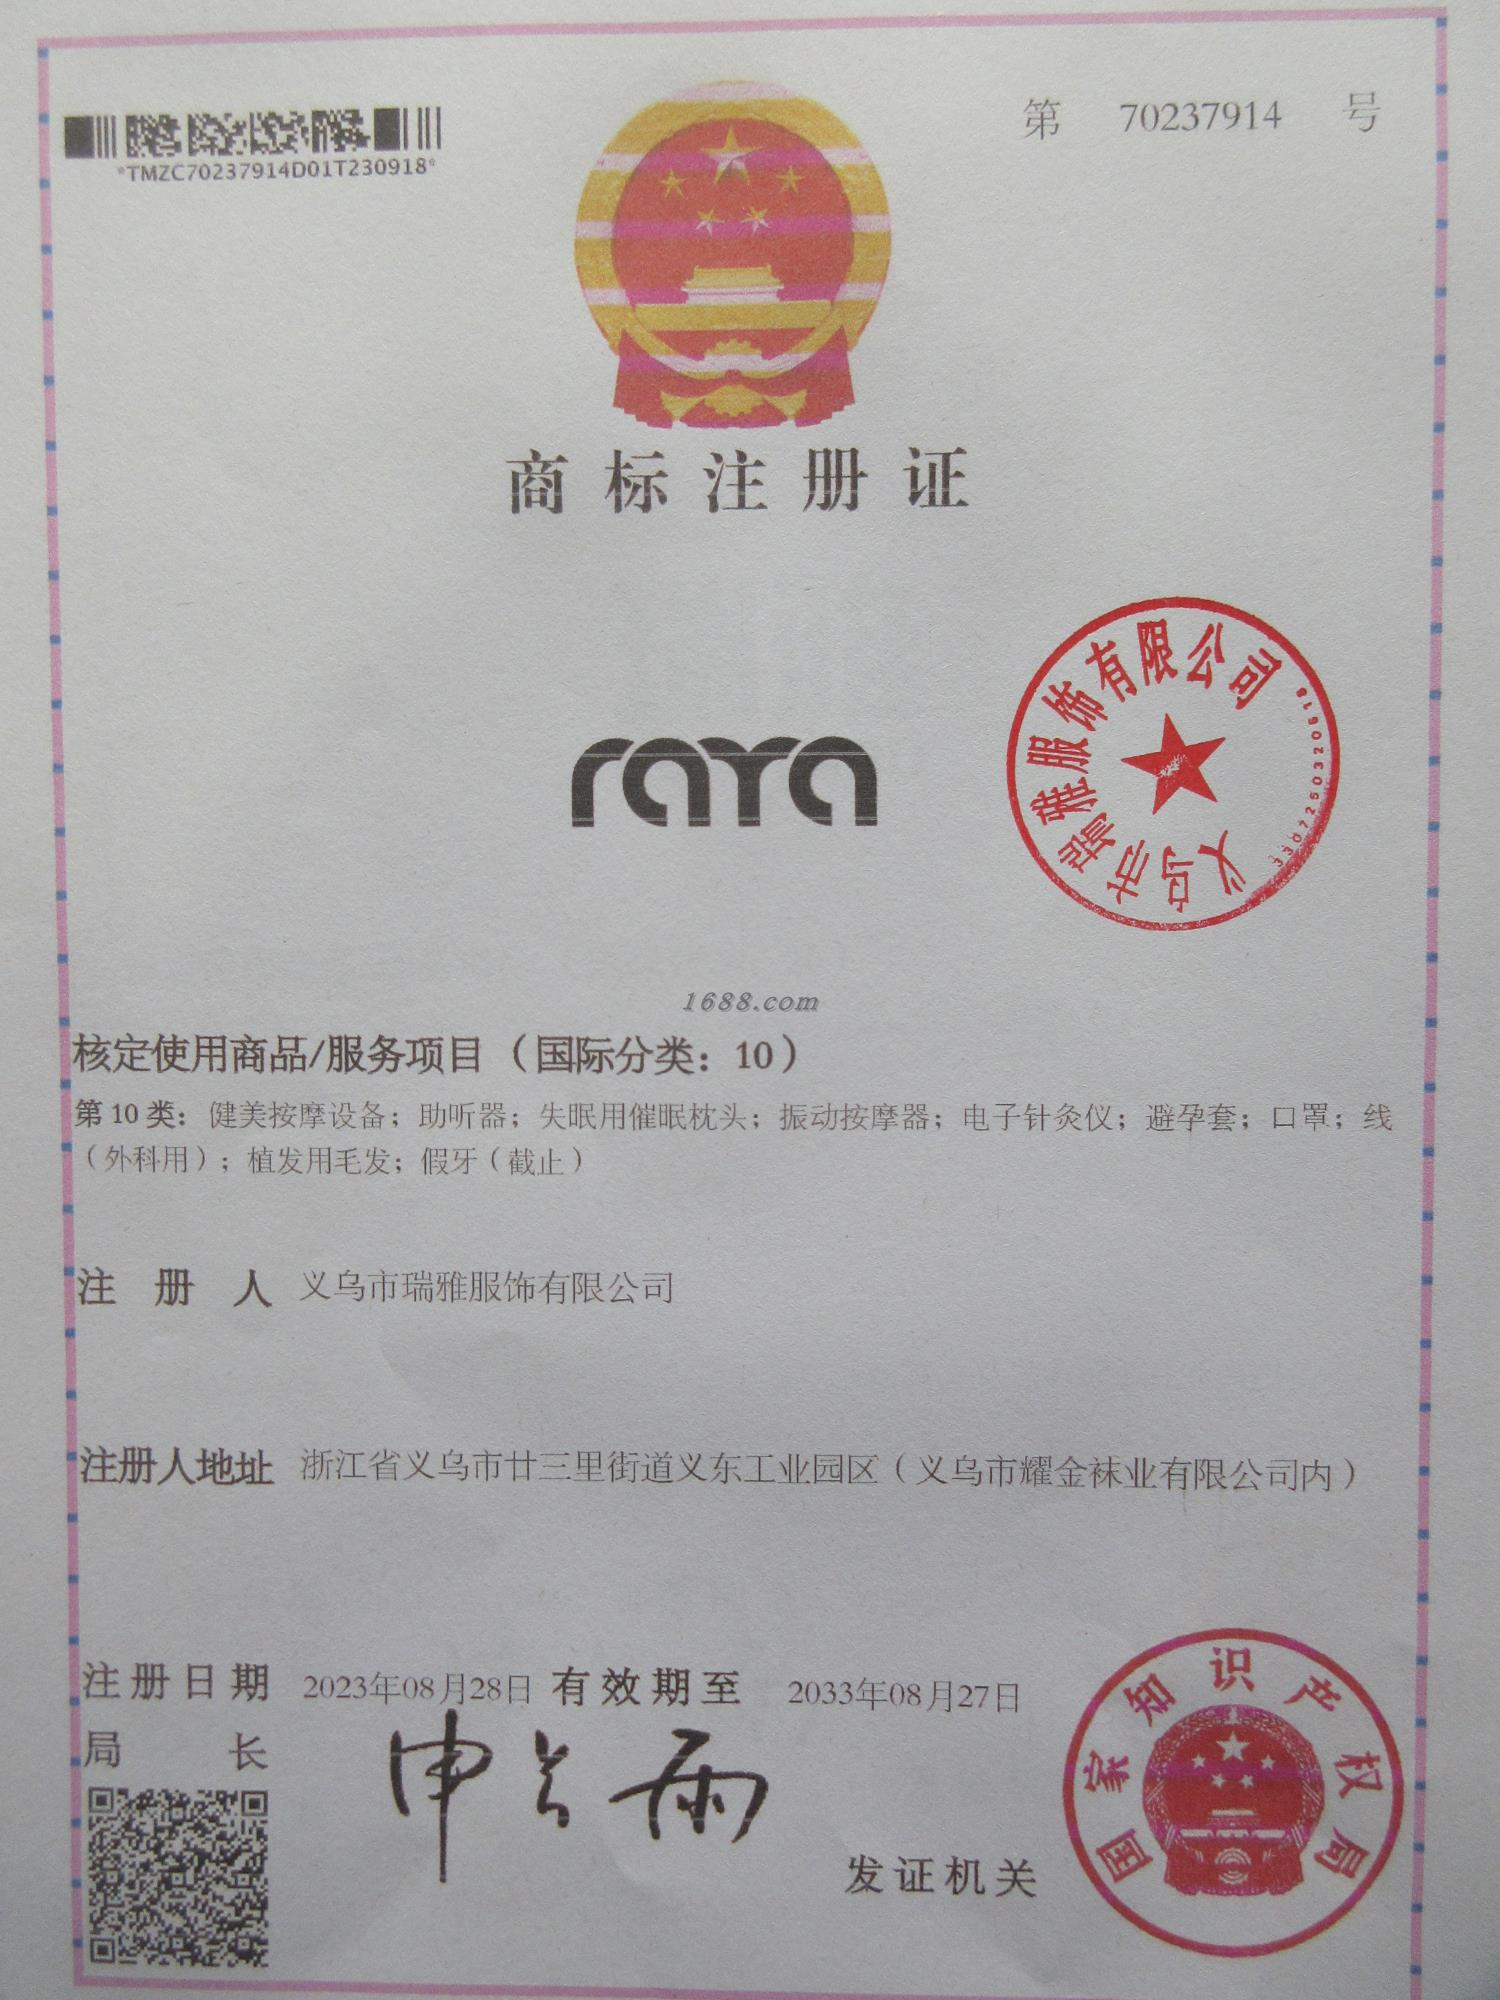 第 70237914 号
*TMZC70237914D01T230918*
商标注册证
raya
义乌市瑞雅服饰有限公司
1688.com
核定使用商品/服务项目（国际分类：10）
第10类：健美按摩设备；助听器；失眠用催眠枕头；振动按摩器；电子针灸仪；避孕套；口罩；线
（外科用）；植发用毛发；假牙（截止）
注册人 义乌市瑞雅服饰有限公司
注册人地址 浙江省义乌市廿三里街道义东工业园区（义乌市耀金袜业有限公司内）
注册日期 2023年08月28日 有效期至 2033年08月27日
局长 申长雨
发证机关
国家知识产权局